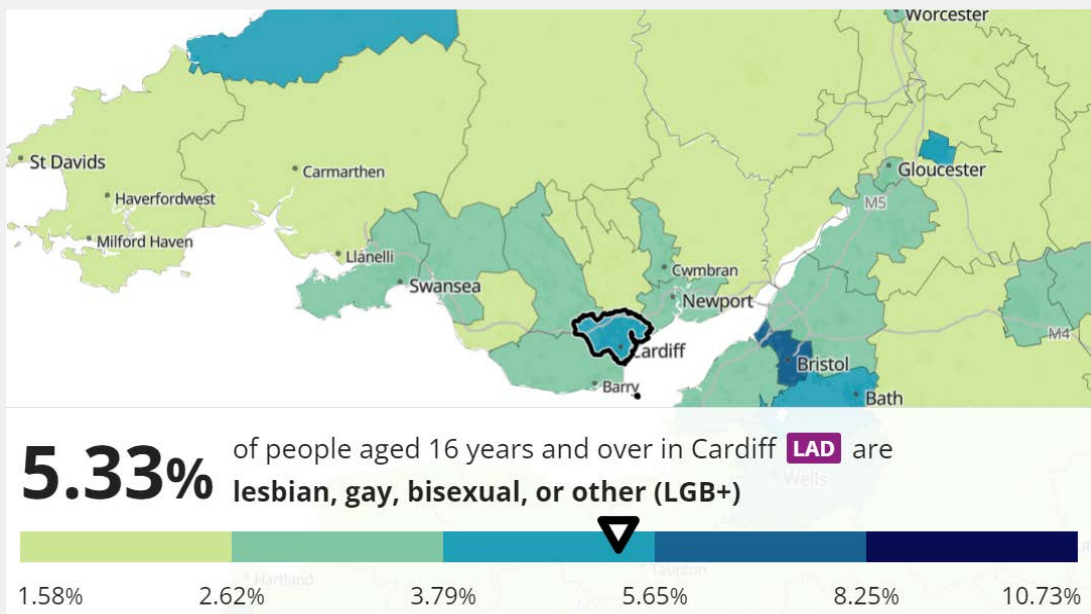 Worcester
St Davids
Carmarthen
Gloucester
Haverfordwest
M5
Milford Haven
Llanelli
Cwmbran
Swansea
Newport
M4
Cardiff
Bristol
Barry
Bath
5.33%
of people aged 16 years and over in Cardiff LAD are
lesbian, gay, bisexual, or other (LGB+)
Wells
Taunton
Hartland
1.58%
2.62%
3.79%
5.65%
8.25%
10.73%